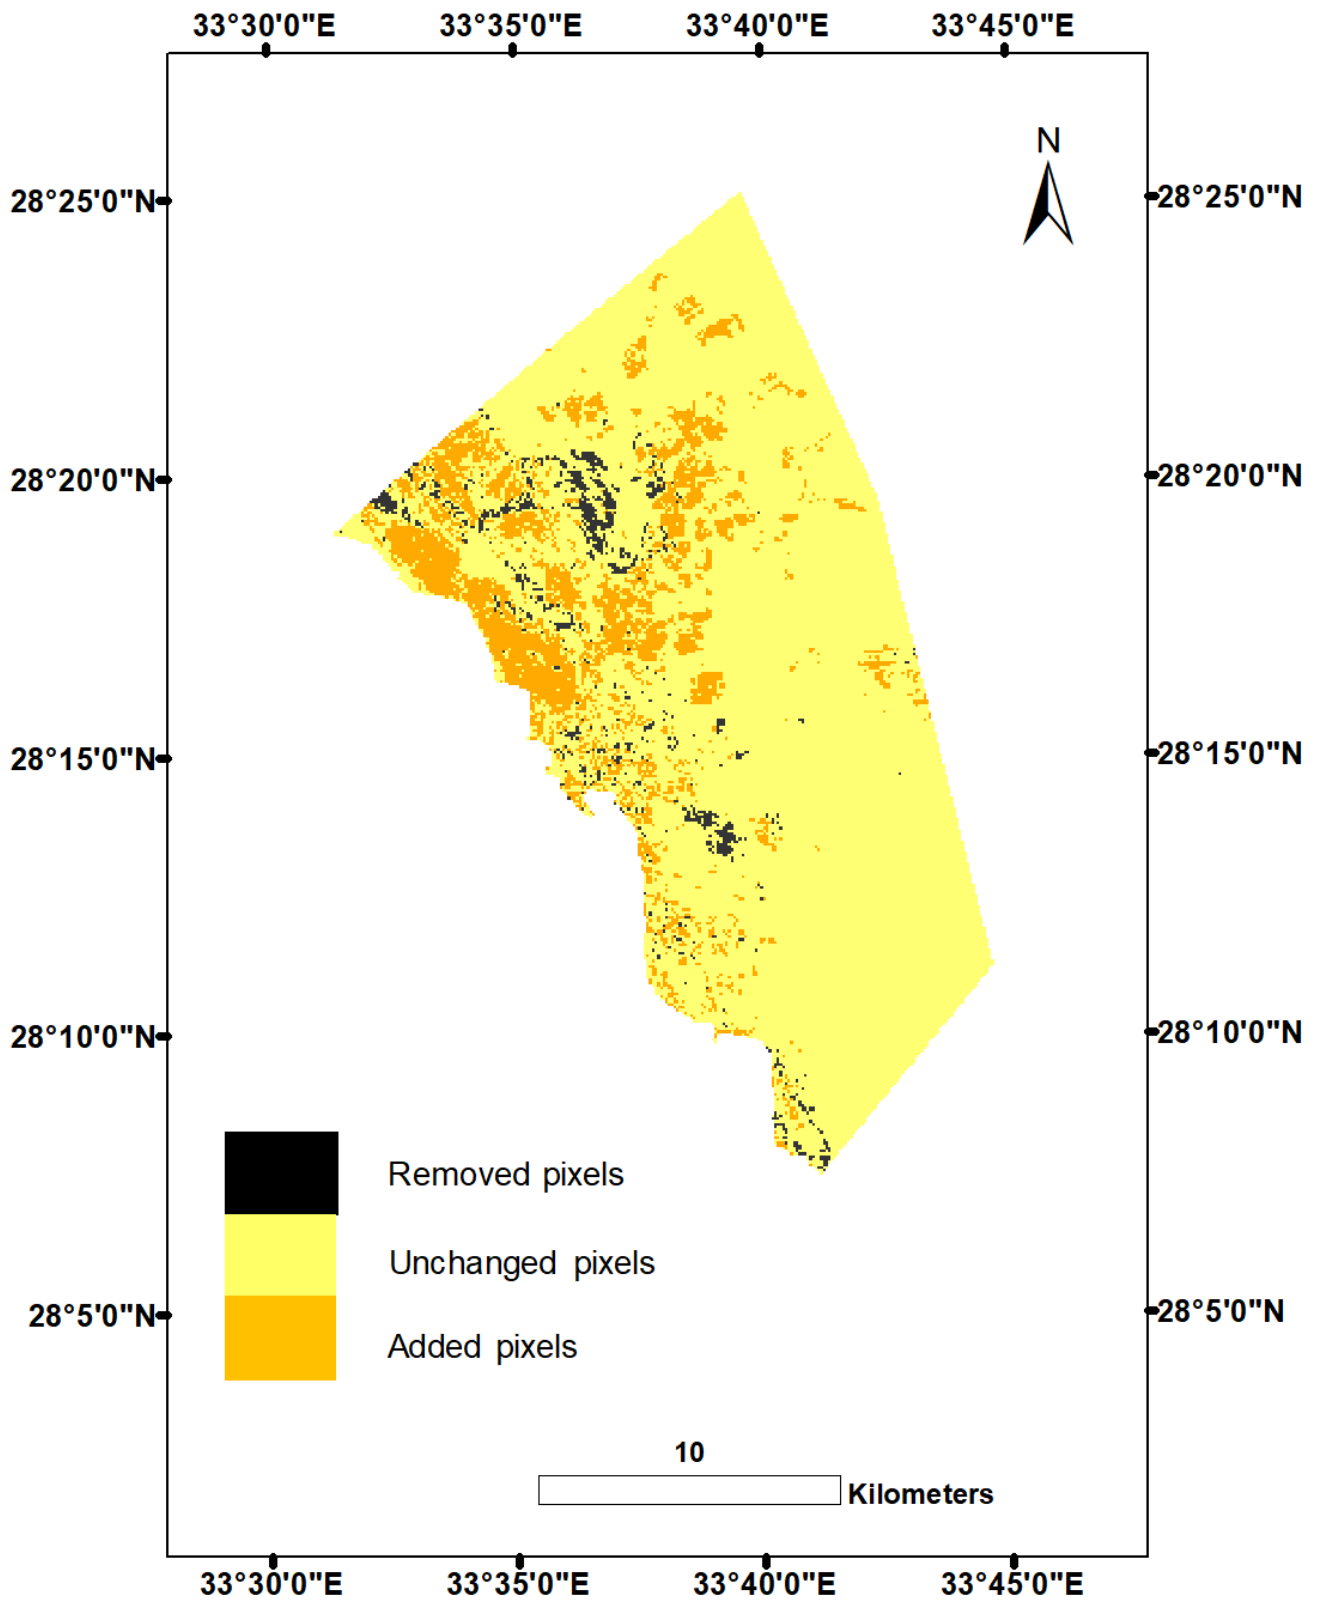 33°30'0"E 33°35'0"E 33°40'0"E 33°45'0"E
N
28°25'0"N 28°25'0"N
28°20'0"N 28°20'0"N
28°15'0"N 28°15'0"N
28°10'0"N 28°10'0"N
Removed pixels
Unchanged pixels
28°5'0"N 28°5'0"N
Added pixels
10
Kilometers
33°30'0"E 33°35'0"E 33°40'0"E 33°45'0"E